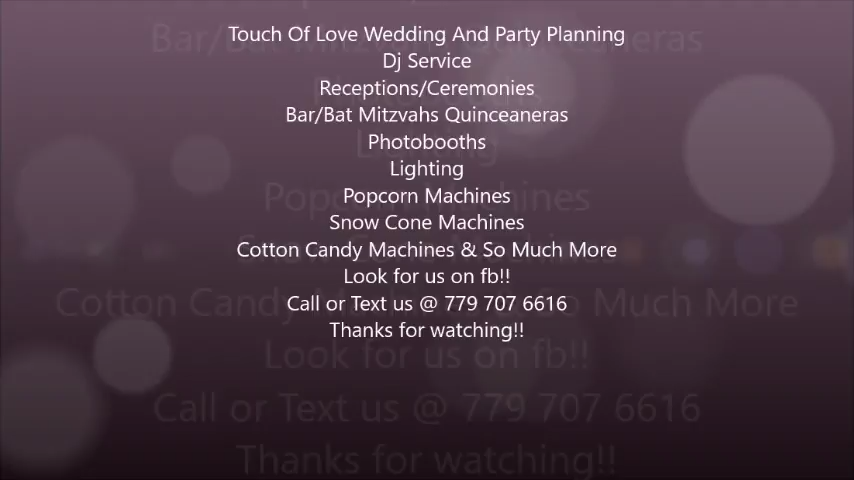 Touch Of Love Wedding And Party Planning
Dj Service
Receptions/Ceremonies
Bar/Bat Mitzvahs Quinceaneras
Photobooths
Lighting
Popcorn Machines
Snow Cone Machines
Cotton Candy Machines & So Much More
Look for us on fb!!
Call or Text us @ 779 707 6616
Thanks for watching!!